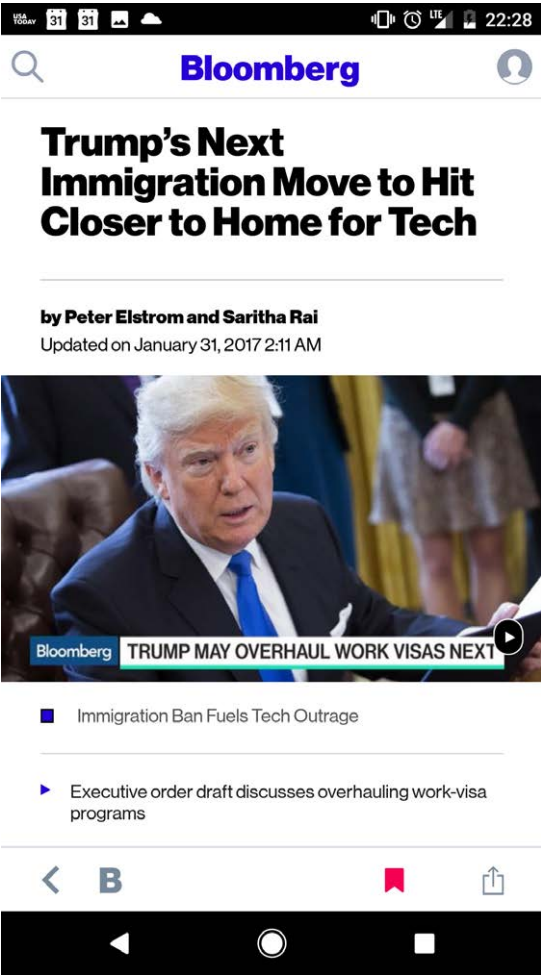 USA
TODAY
31
31
LTE
22:28
Bloomberg
Trump's Next
Immigration Move to Hit
Closer to Home for Tech
by Peter Elstrom and Saritha Rai
Updated on January 31, 2017 2:11 AM
Bloomberg
TRUMP MAY OVERHAUL WORK VISAS NEXT
Immigration Ban Fuels Tech Outrage
Executive order draft discusses overhauling work-visa
programs
B